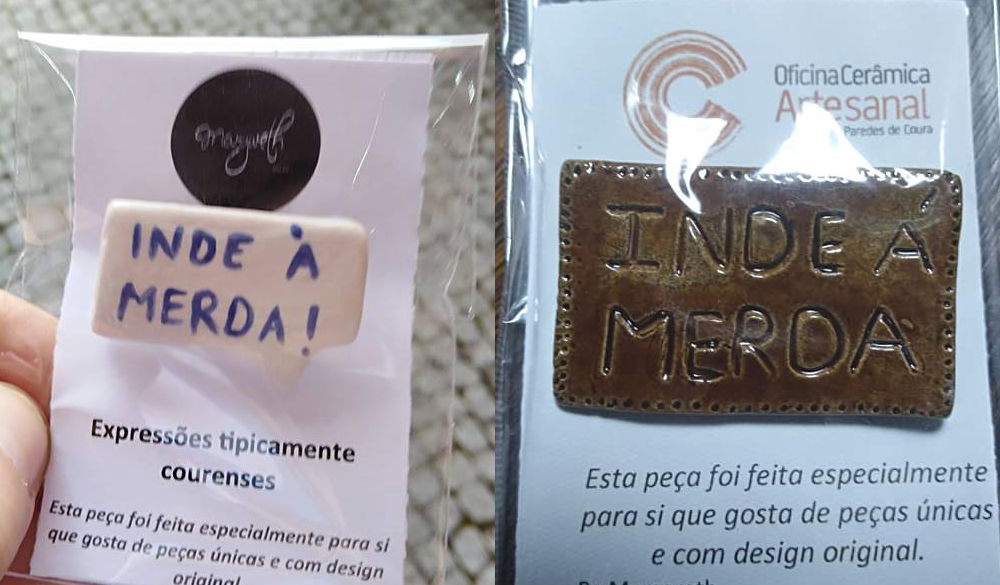 INDE À
MERDA!
Expressões tipicamente
courenses
Esta peça foi feita especialmente para si
que gosta de peças únicas e com design
original.
OficinaCerâmica
Artesanal
Paredes de Coura
INDE Á
MERDA
Esta peça foi feita especialmente
para si que gosta de peças únicas
e com design original.